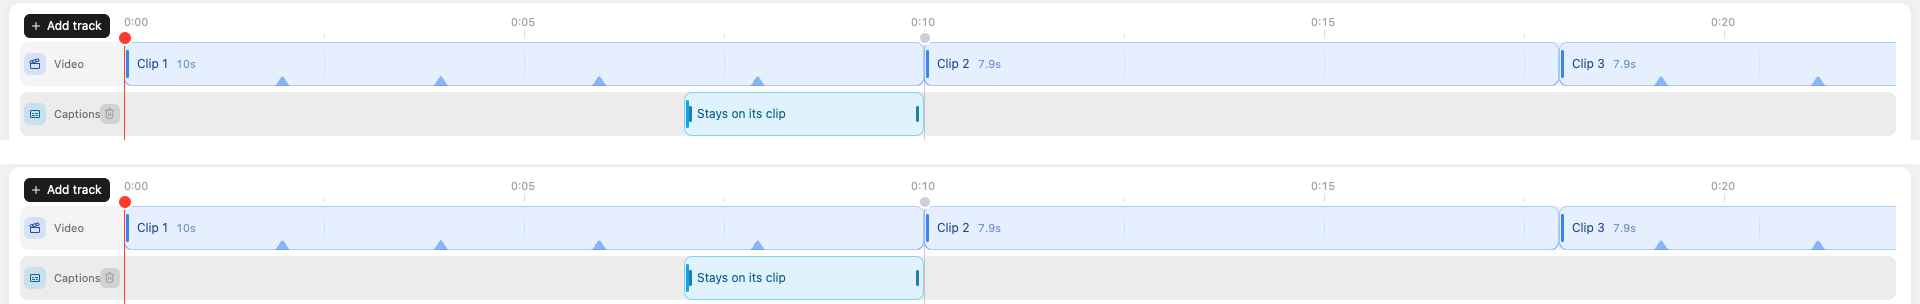 + Add track 0:00 0:05 0:10 0:15 0:20
Video Clip 1 10s Clip 2 7.9s Clip 3 7.9s
Captions Stays on its clip
+ Add track 0:00 0:05 0:10 0:15 0:20
Video Clip 1 10s Clip 2 7.9s Clip 3 7.9s
Captions Stays on its clip